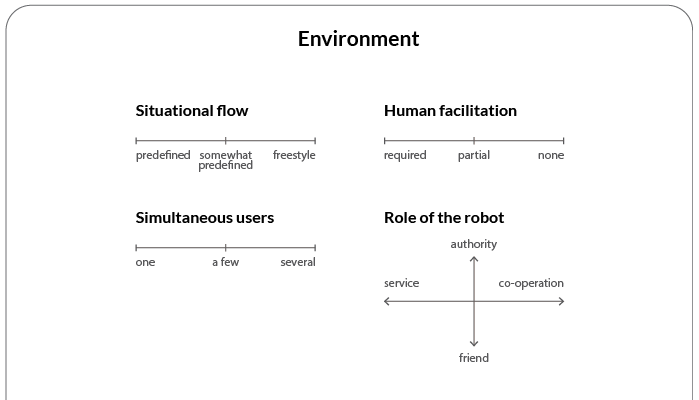 Environment
Situational flow
predefined somewhat predefined freestyle
Human facilitation
required partial none
Simultaneous users
one a few several
Role of the robot
authority
service co-operation
friend